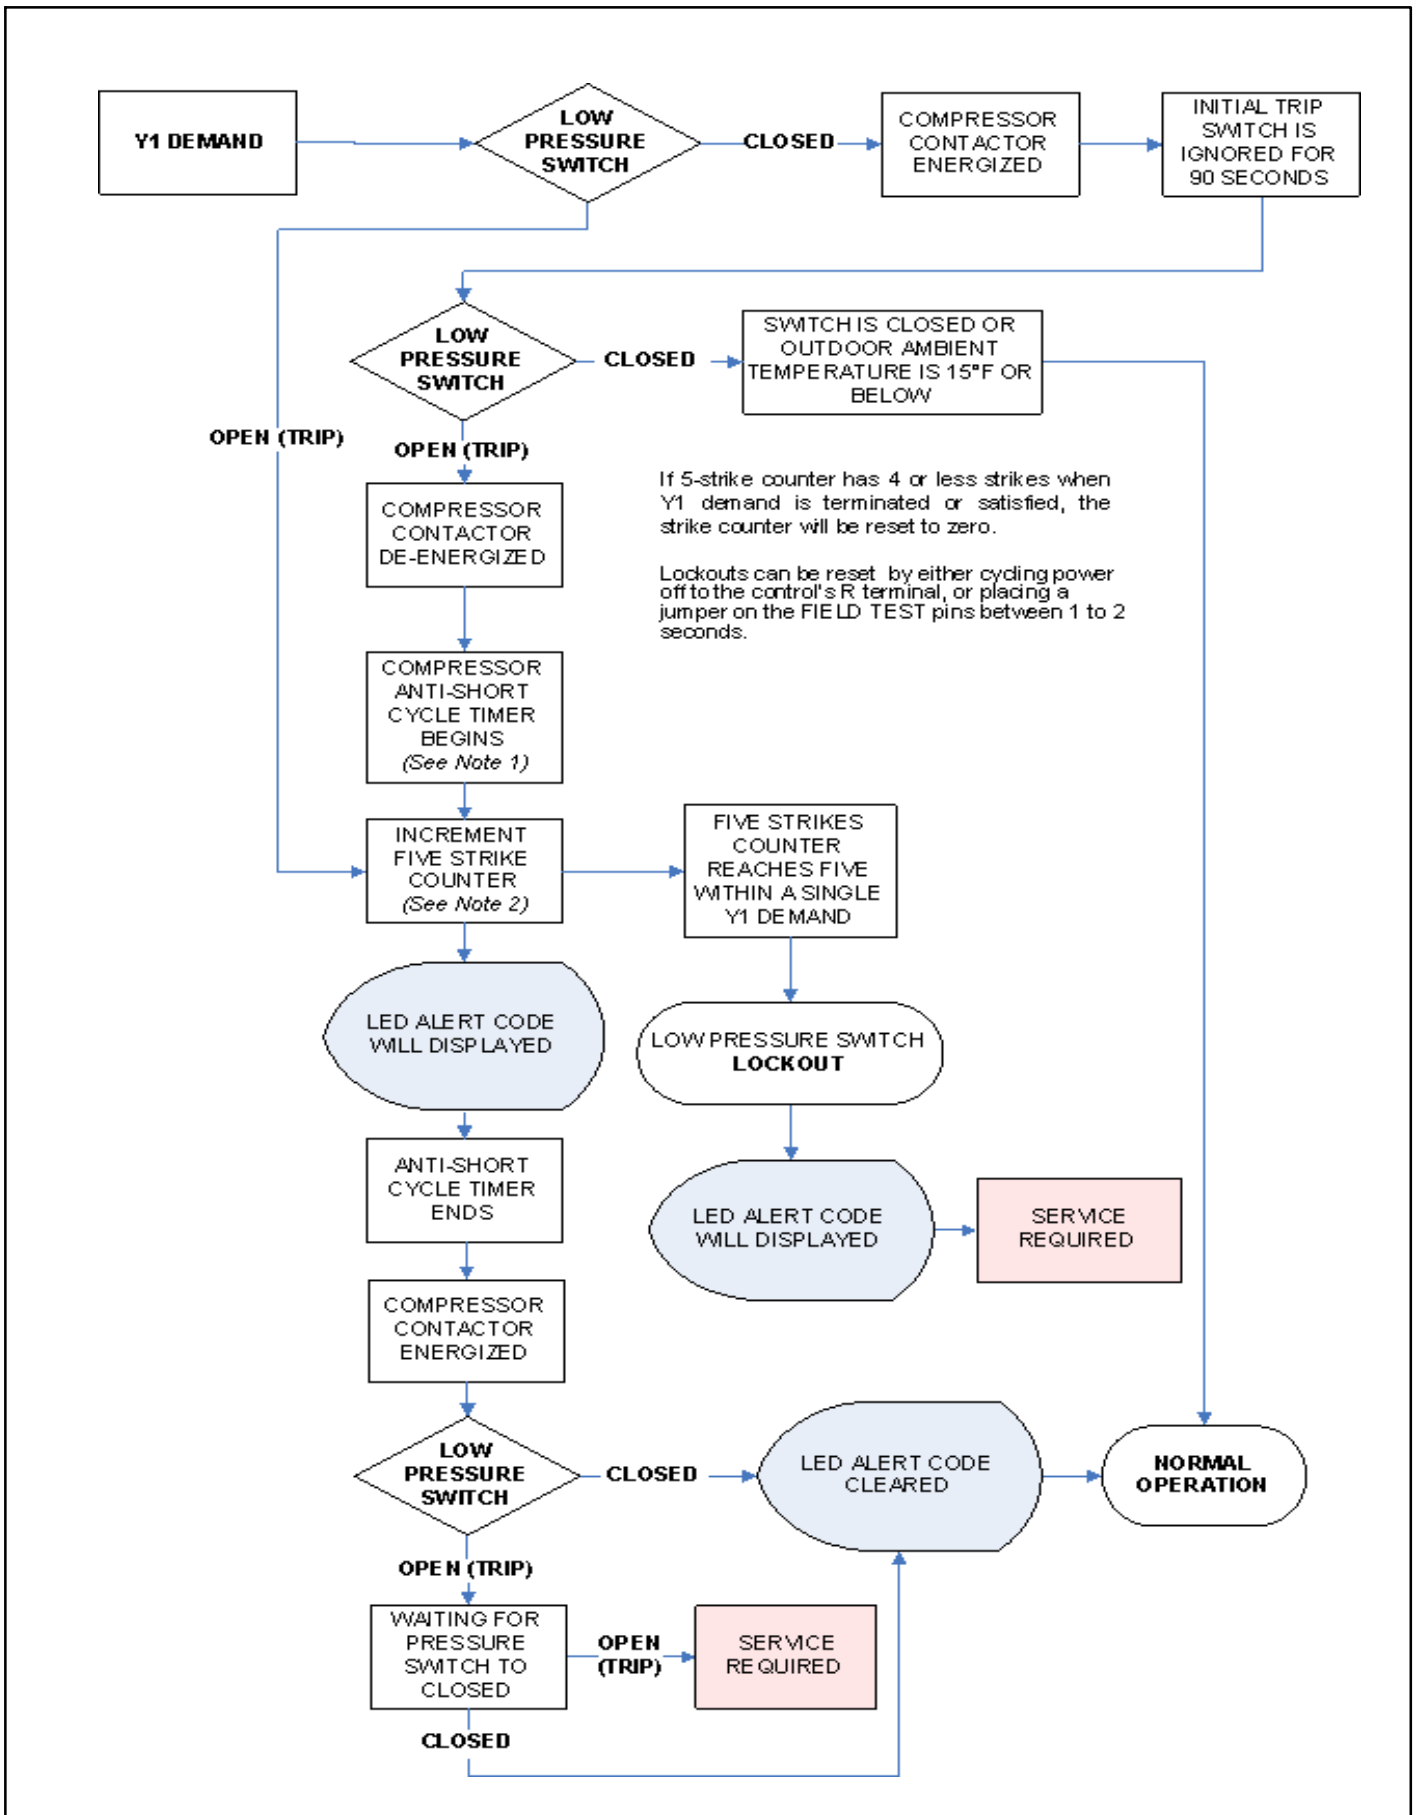 Y1 DEMAND
LOW
PRESSURE
SWITCH
CLOSED
COMPRESSOR
CONTACTOR
ENERGIZED
INITIAL TRIP
SWITCH IS
IGNORED FOR
90 SECONDS
LOW
PRESSURE
SWITCH
CLOSED
SWITCH IS CLOSED OR
OUTDOOR AMBIENT
TEMPERATURE IS 15°F OR
BELOW
OPEN (TRIP)
OPEN (TRIP)
If 5-strike counter has 4 or less strikes when
Y1 demand is terminated or satisfied, the
strike counter will be reset to zero.
Lockouts can be reset by either cycling power
off to the control's R terminal, or placing a
jumper on the FIELD TEST pins between 1 to 2
seconds.
COMPRESSOR
CONTACTOR
DE-ENERGIZED
COMPRESSOR
ANTI-SHORT
CYCLE TIMER
BEGINS
(See Note 1)
INCREMENT
FIVE STRIKE
COUNTER
(See Note 2)
FIVE STRIKES
COUNTER
REACHES FIVE
WITHIN A SINGLE
Y1 DEMAND
LED ALERT CODE
WILL DISPLAYED
LOW PRESSURE SWITCH
LOCKOUT
ANTI-SHORT
CYCLE TIMER
ENDS
LED ALERT CODE
WILL DISPLAYED
SERVICE
REQUIRED
COMPRESSOR
CONTACTOR
ENERGIZED
LOW
PRESSURE
SWITCH
CLOSED
LED ALERT CODE
CLEARED
NORMAL
OPERATION
OPEN (TRIP)
WAITING FOR
PRESSURE
SWITCH TO
CLOSED
OPEN
(TRIP)
SERVICE
REQUIRED
CLOSED